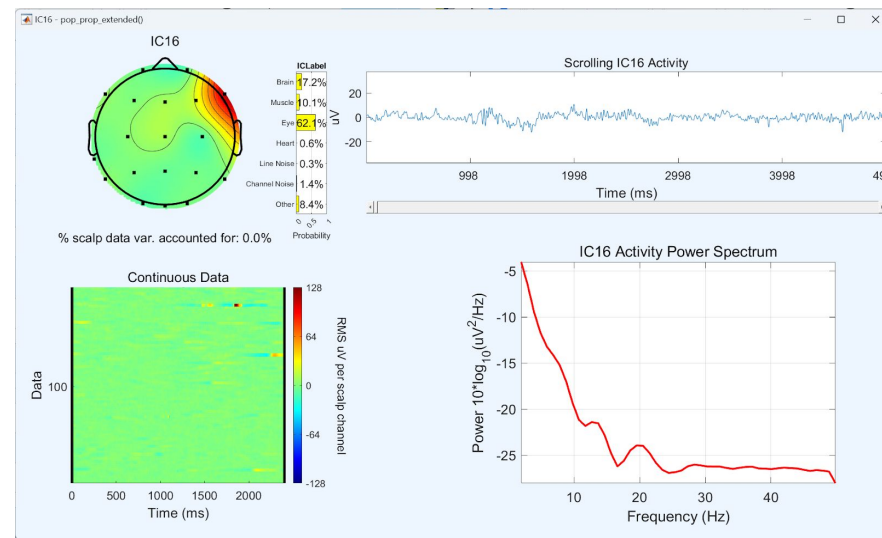 IC16 - pop_prop_extended()
IC16
ICLabel
Brain 17.2%
Muscle 10.1%
Eye 62.1%
Heart 0.6%
Line Noise 0.3%
Channel Noise 1.4%
Other 8.4%
0 0.5 1
Probability
% scalp data var. accounted for: 0.0%
Scrolling IC16 Activity
uV
20
0
-20
998 1998 2998 3998 49
Time (ms)
Continuous Data
Data
100
0 500 1000 1500 2000
Time (ms)
128
64
0
-64
-128
RMS uV per scalp channel
IC16 Activity Power Spectrum
Power 10*log10(uV2/Hz)
-5
-10
-15
-20
-25
10 20 30 40
Frequency (Hz)